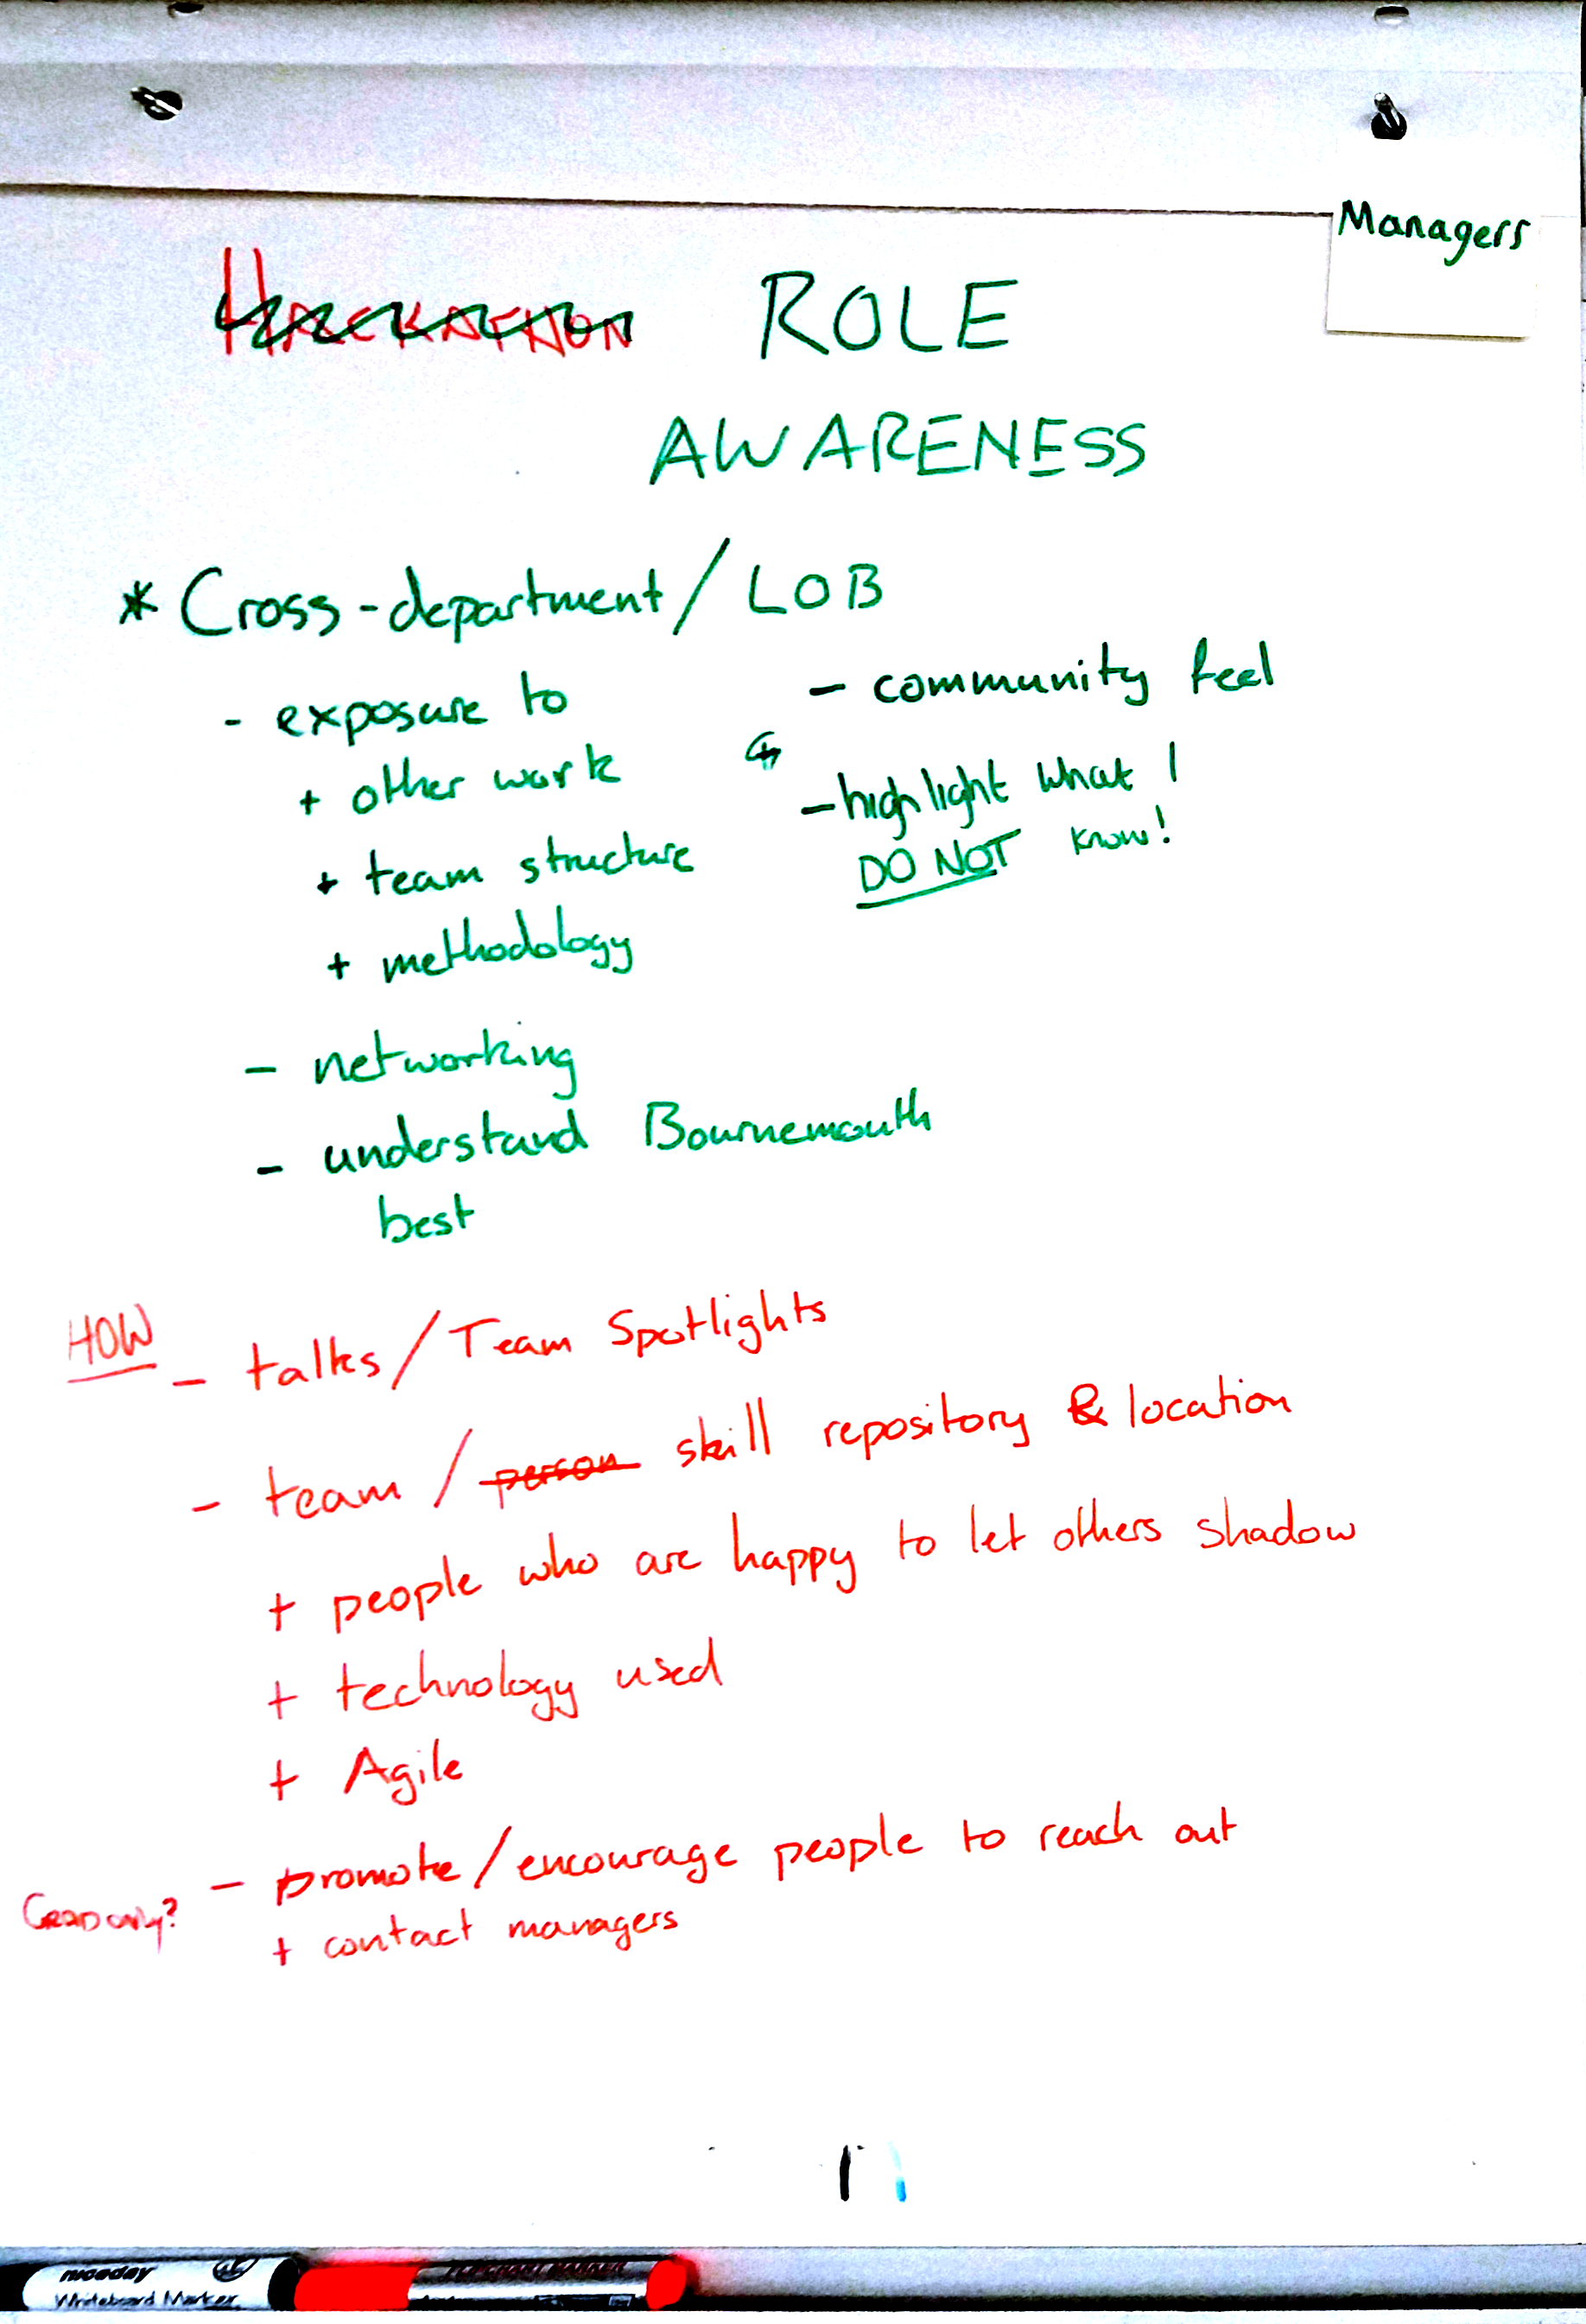 Managers
HACKATHON ROLE
AWARENESS
* Cross-department / LOB
- exposure to
+ other work
+ team structure
+ methodology
- community feel
- highlight what I
DO NOT know!
- networking
- understand Bournemouth
best
HOW
- talks / Team Spotlights
- team / person skill repository & location
+ people who are happy to let others shadow
+ technology used
+ Agile
- promote / encourage people to reach out
GRAD ONLY?
+ contact managers
niceday
Whiteboard Marker